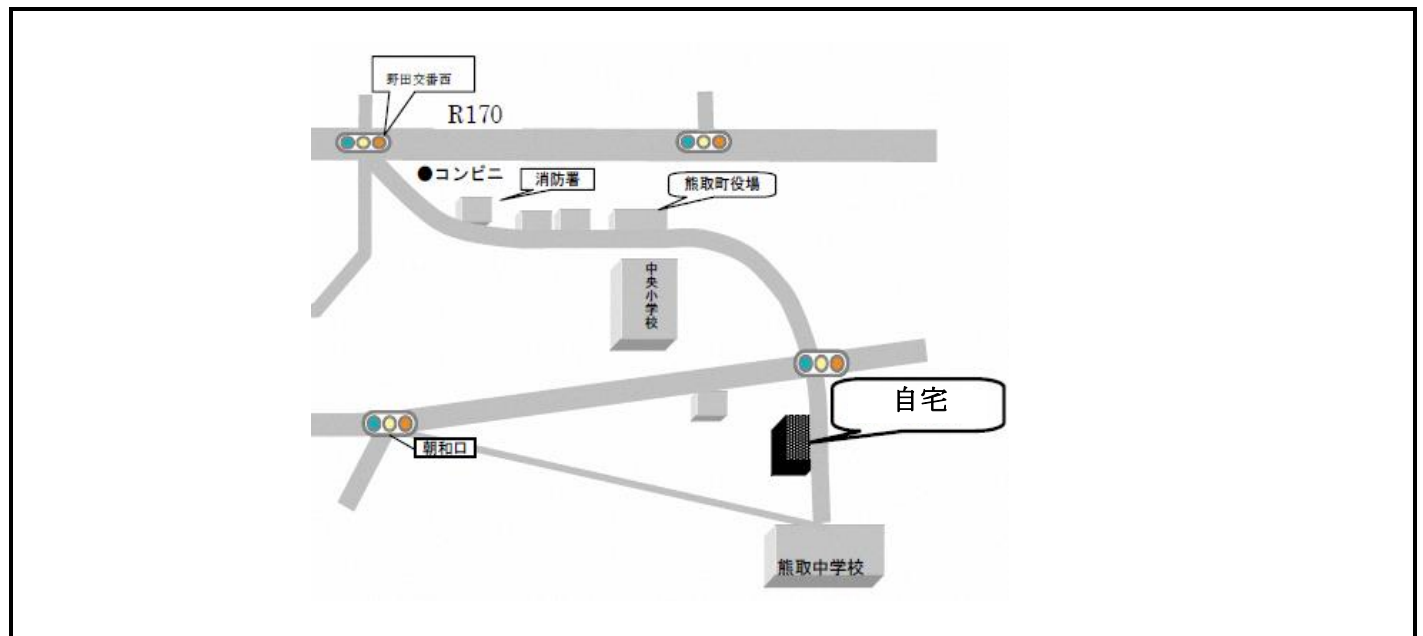 野田交番西
R170
●コンビニ
消防署
熊取町役場
中央小学校
自宅
朝和口
熊取中学校